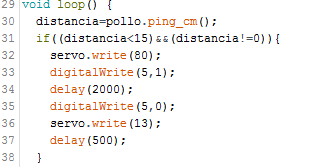 29 void loop() {
30 distancia=pollo.ping_cm();
31 if((distancia<15)&&(distancia!=0)){
32 servo.write(80);
33 digitalWrite(5,1);
34 delay(2000);
35 digitalWrite(5,0);
36 servo.write(13);
37 delay(500);
38 }